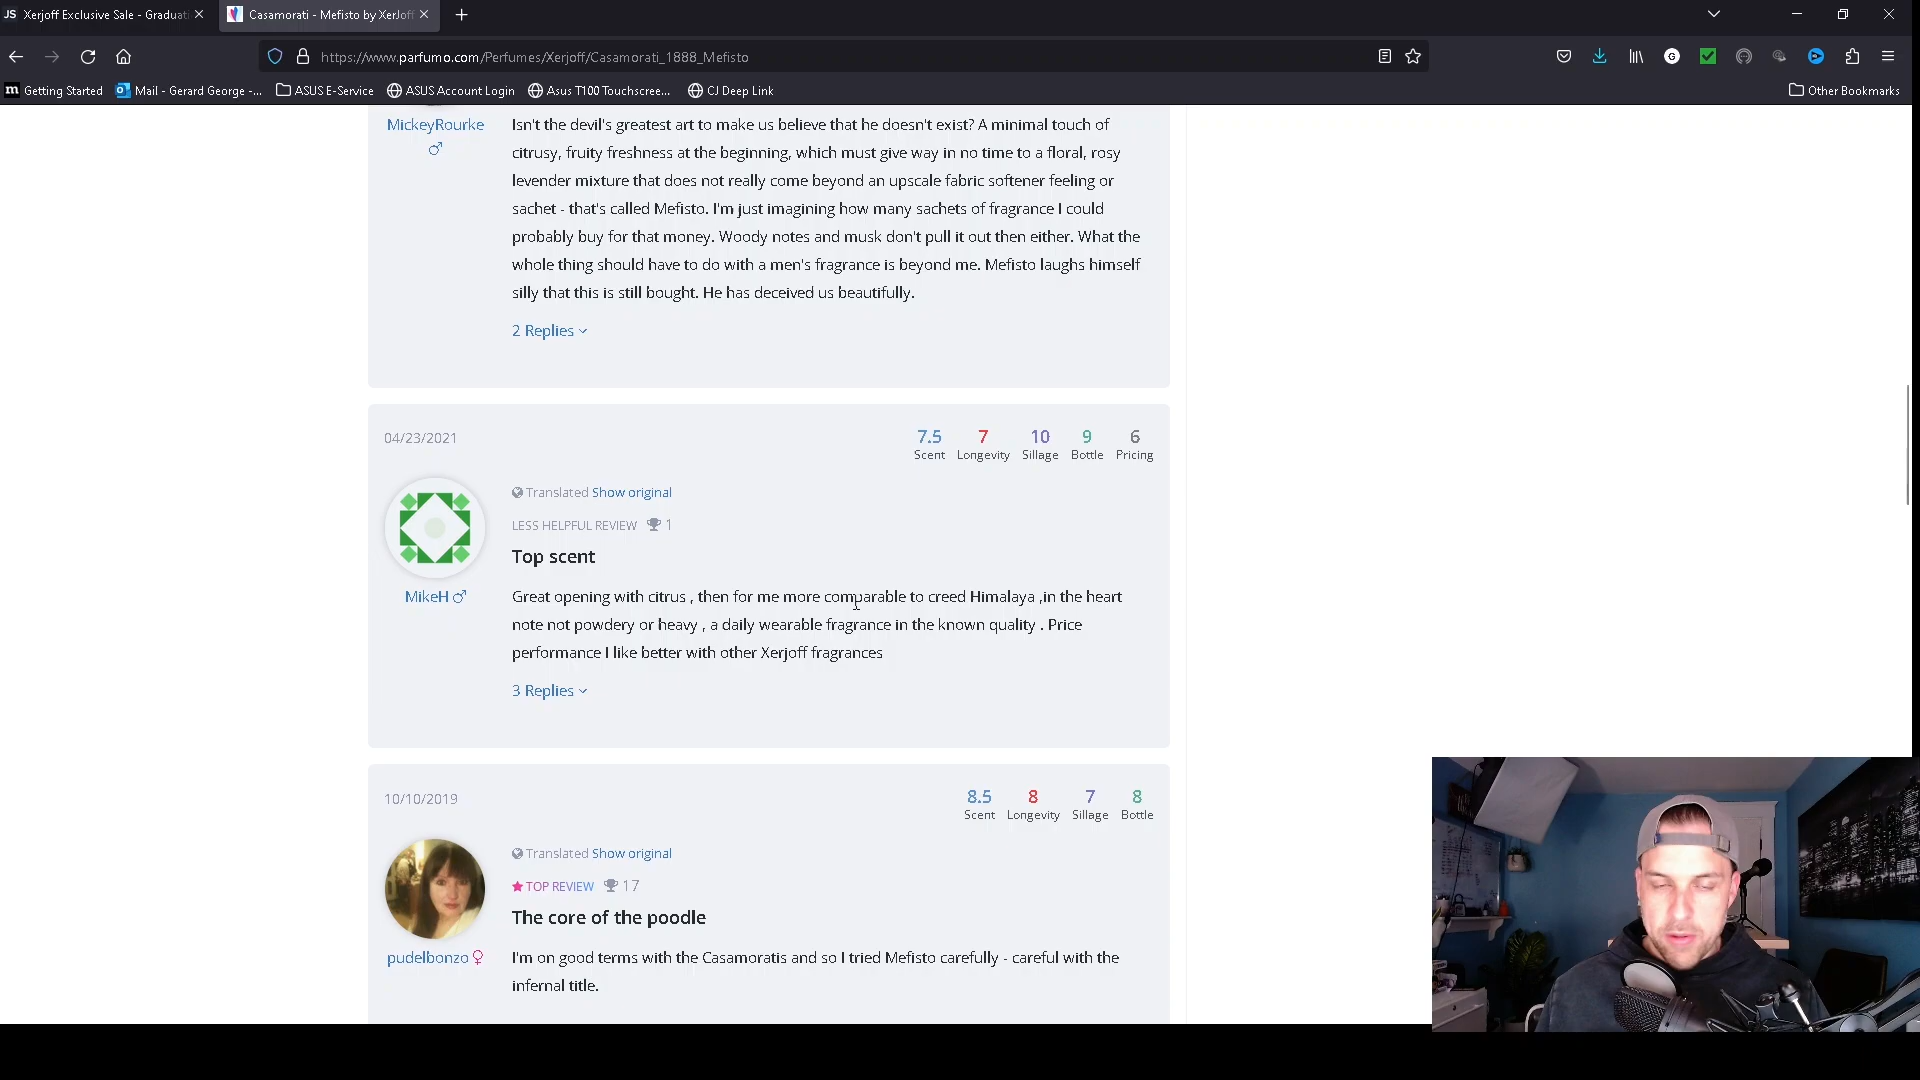 JS Xerjoff Exclusive Sale - Graduati
Casamorati - Mefisto by XerJoff
https://www.parfumo.com/Perfumes/Xerjoff/Casamorati_1888_Mefisto
G
m Getting Started
Mail - Gerard George -...
ASUS E-Service
ASUS Account Login
Asus T100 Touchscree...
CJ Deep Link
Other Bookmarks
MickeyRourke
Isn't the devil's greatest art to make us believe that he doesn't exist? A minimal touch of
citrusy, fruity freshness at the beginning, which must give way in no time to a floral, rosy
levender mixture that does not really come beyond an upscale fabric softener feeling or
sachet - that's called Mefisto. I'm just imagining how many sachets of fragrance I could
probably buy for that money. Woody notes and musk don't pull it out then either. What the
whole thing should have to do with a men's fragrance is beyond me. Mefisto laughs himself
silly that this is still bought. He has deceived us beautifully.
2 Replies
04/23/2021
7.5 7 10 9 6
Scent Longevity Sillage Bottle Pricing
Translated Show original
LESS HELPFUL REVIEW 1
Top scent
MikeH
Great opening with citrus , then for me more comparable to creed Himalaya ,in the heart
note not powdery or heavy , a daily wearable fragrance in the known quality . Price
performance I like better with other Xerjoff fragrances
3 Replies
10/10/2019
8.5 8 7 8
Scent Longevity Sillage Bottle
Translated Show original
TOP REVIEW 17
The core of the poodle
pudelbonzo
I'm on good terms with the Casamoratis and so I tried Mefisto carefully - careful with the
infernal title.